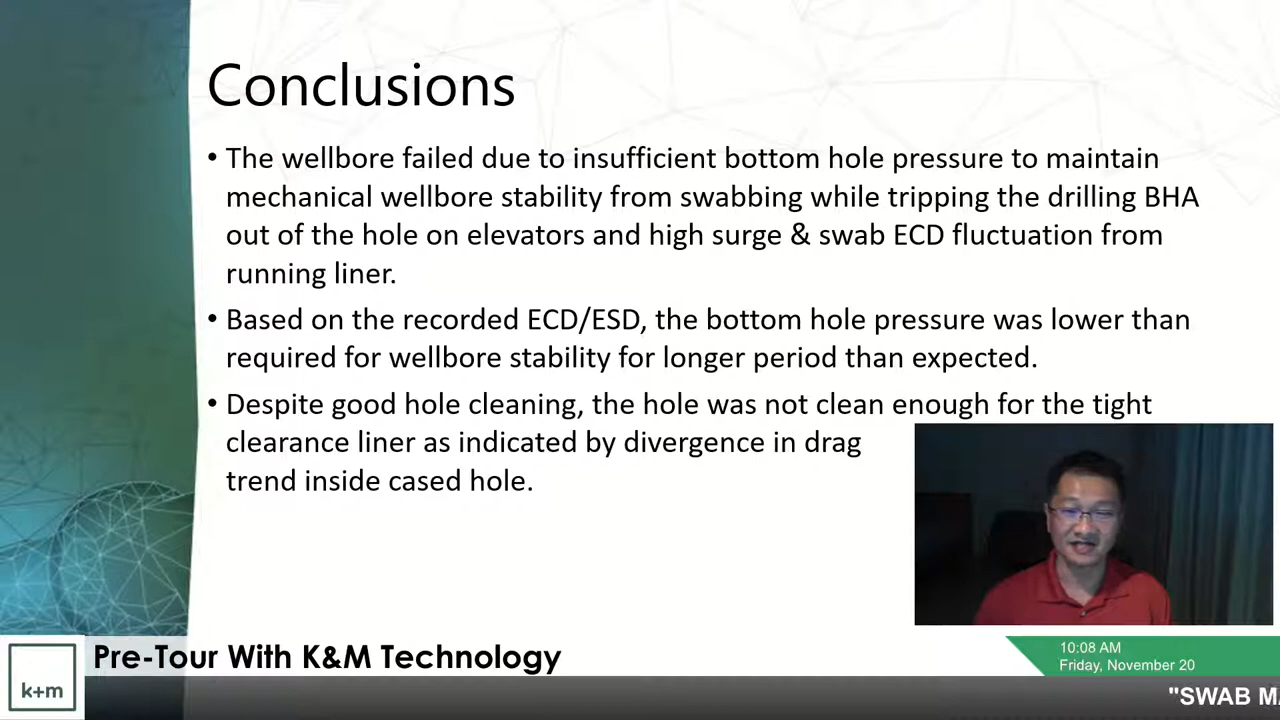 Conclusions
• The wellbore failed due to insufficient bottom hole pressure to maintain
mechanical wellbore stability from swabbing while tripping the drilling BHA
out of the hole on elevators and high surge & swab ECD fluctuation from
running liner.
• Based on the recorded ECD/ESD, the bottom hole pressure was lower than
required for wellbore stability for longer period than expected.
• Despite good hole cleaning, the hole was not clean enough for the tight
clearance liner as indicated by divergence in drag
trend inside cased hole.
k+m
Pre-Tour With K&M Technology
10:08 AM
Friday, November 20
"SWAB